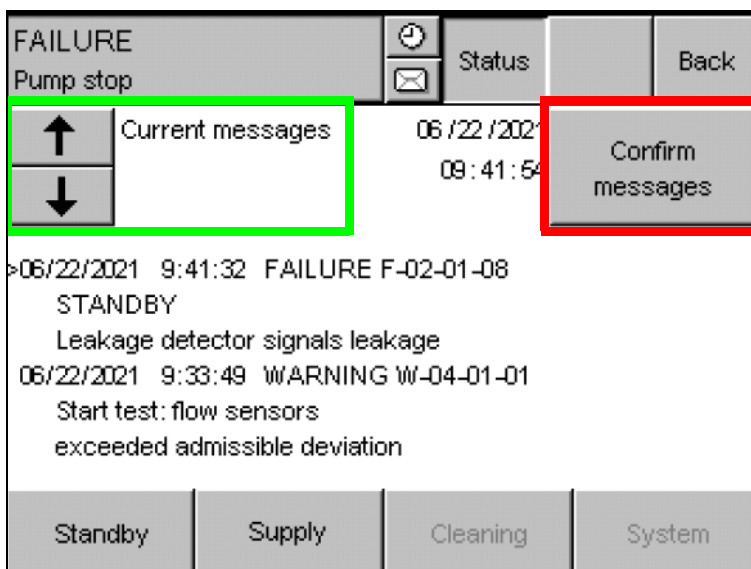 FAILURE
Pump stop
Status
Back
Current messages
06/22/2021
09:41:54
Confirm
messages
>06/22/2021 9:41:32 FAILURE F-02-01-08
STANDBY
Leakage detector signals leakage
06/22/2021 9:33:49 WARNING W-04-01-01
Start test: flow sensors
exceeded admissible deviation
Standby
Supply
Cleaning
System